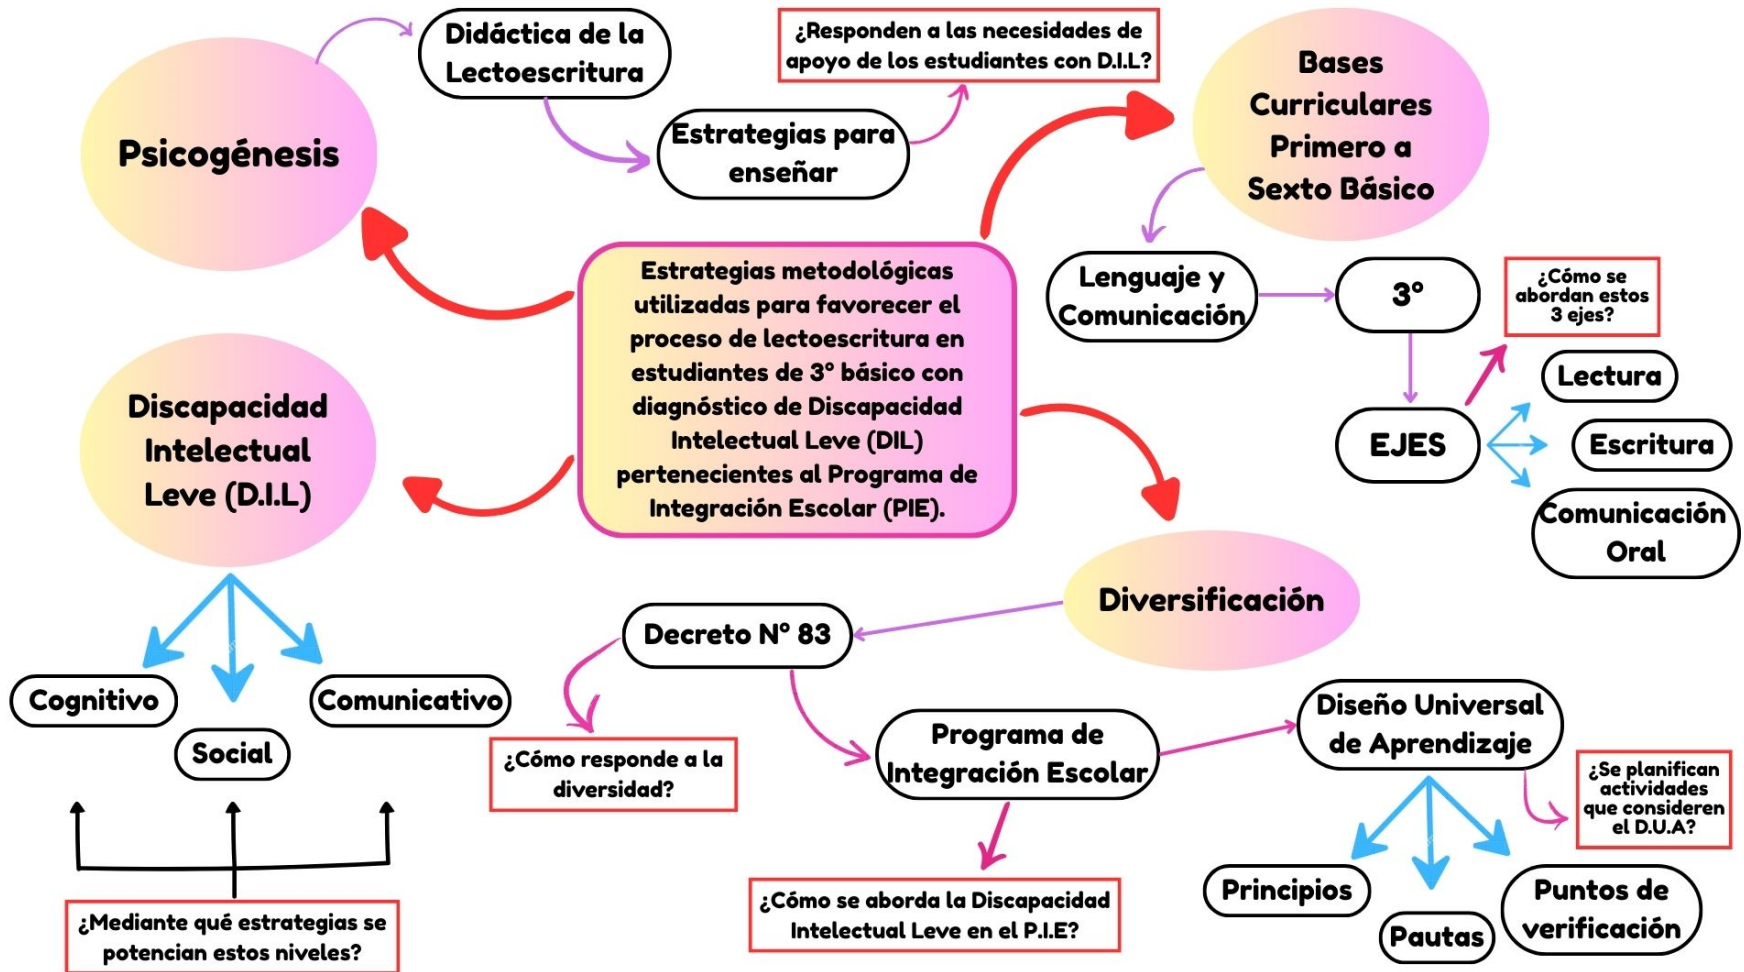 Psicogénesis
Didáctica de la
Lectoescritura
Estrategias para
enseñar
¿Responden a las necesidades de
apoyo de los estudiantes con D.I.L?
Bases
Curriculares
Primero a
Sexto Básico
Lenguaje y
Comunicación
3°
¿Cómo se
abordan estos
3 ejes?
EJES
Lectura
Escritura
Comunicación
Oral
Estrategias metodológicas
utilizadas para favorecer el
proceso de lectoescritura en
estudiantes de 3° básico con
diagnóstico de Discapacidad
Intelectual Leve (DIL)
pertenecientes al Programa de
Integración Escolar (PIE).
Discapacidad
Intelectual
Leve (D.I.L)
Cognitivo
Social
Comunicativo
¿Mediante qué estrategias se
potencian estos niveles?
Diversificación
Decreto N° 83
¿Cómo responde a la
diversidad?
Programa de
Integración Escolar
¿Cómo se aborda la Discapacidad
Intelectual Leve en el P.I.E?
Diseño Universal
de Aprendizaje
¿Se planifican
actividades
que consideren
el D.U.A?
Principios
Pautas
Puntos de
verificación